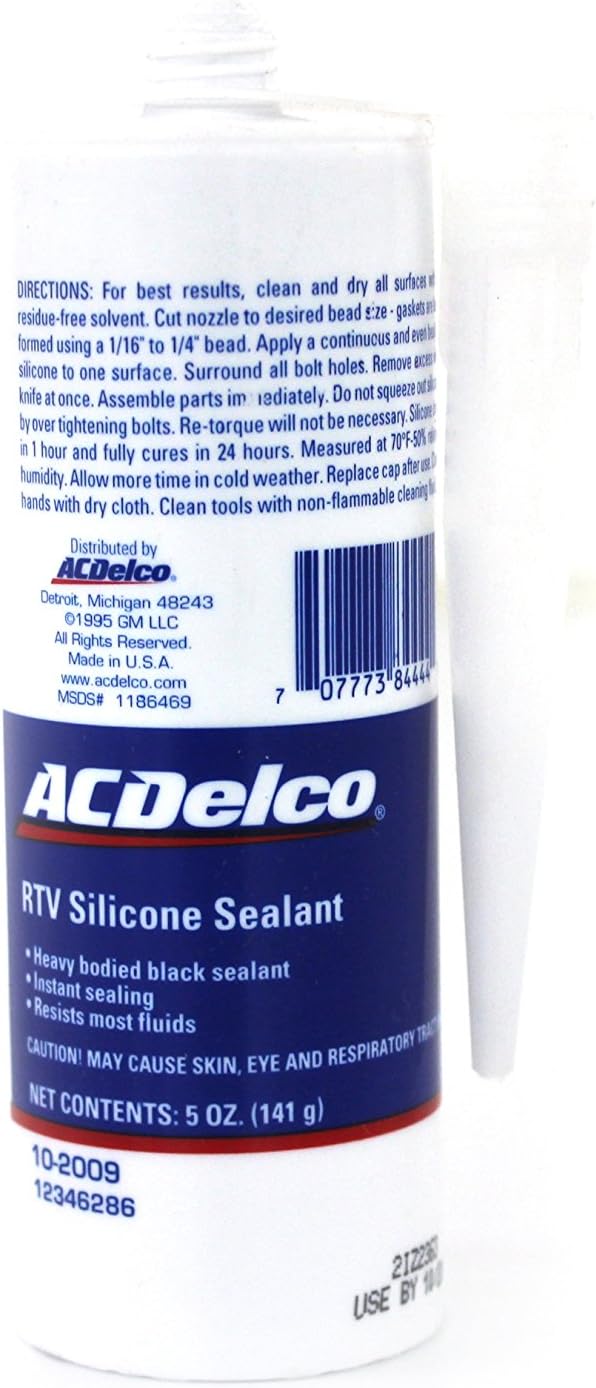 DIRECTIONS: For best results, clean and dry all surfaces
residue-free solvent. Cut nozzle to desired bead size - gaskets are
formed using a 1/16" to 1/4" bead. Apply a continuous and even
silicone to one surface. Surround all bolt holes. Remove excess
knife at once. Assemble parts immediately. Do not squeeze out
by over tightening bolts. Re-torque will not be necessary. Silicone
in 1 hour and fully cures in 24 hours. Measured at 70°F-50%
humidity. Allow more time in cold weather. Replace cap after use.
hands with dry cloth. Clean tools with non-flammable cleaning
Distributed by
ACDelco®
Detroit, Michigan 48243
©1995 GM LLC
All Rights Reserved.
Made in U.S.A.
www.acdelco.com
MSDS# 1186469
7 07773 84444
ACDelco®
RTV Silicone Sealant
• Heavy bodied black sealant
• Instant sealing
• Resists most fluids
CAUTION! MAY CAUSE SKIN, EYE AND RESPIRATORY TRACT
NET CONTENTS: 5 OZ. (141 g)
10-2009
12346286
USE BY